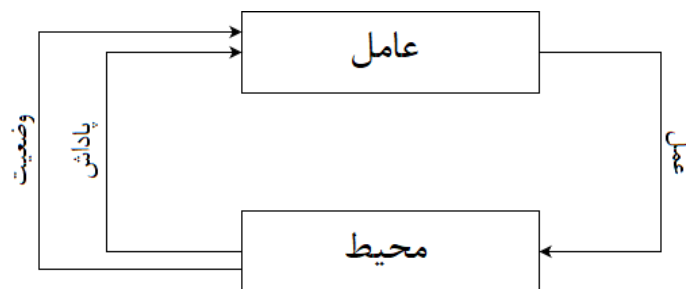 عامل
عمل
پاداش
وضعیت
محیط